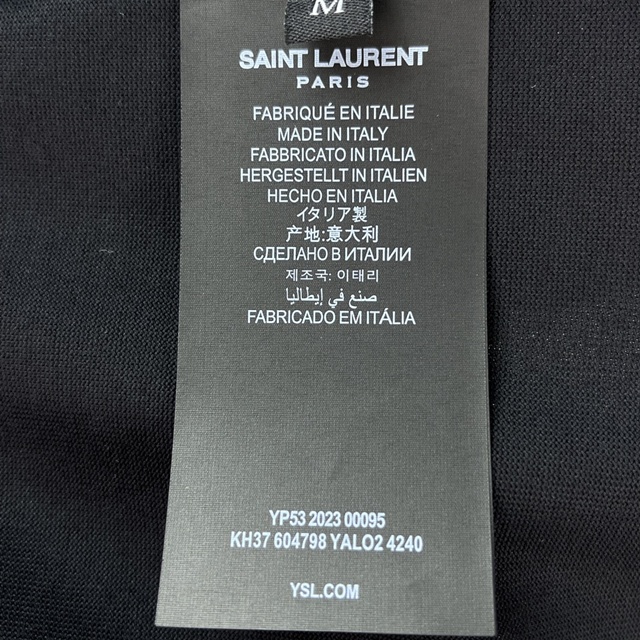 M
SAINT LAURENT
PARIS
FABRIQUÉ EN ITALIE
MADE IN ITALY
FABBRICATO IN ITALIA
HERGESTELLT IN ITALIEN
HECHO EN ITALIA
イタリア製
产地:意大利
СДЕЛАНО В ИТАЛИИ
제조국: 이태리
صنع في إيطاليا
FABRICADO EM ITÁLIA
YP53 2023 00095
KH37 604798 YALO2 4240
YSL.COM